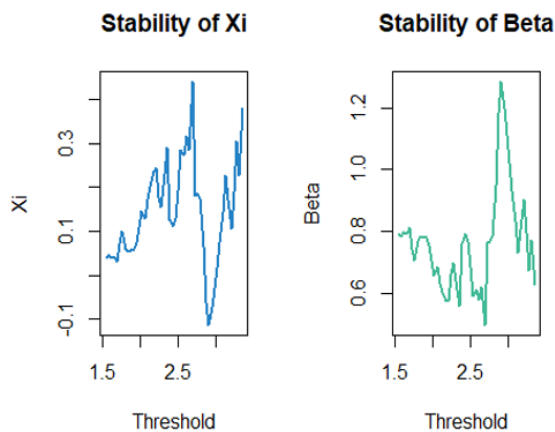 Stability of Xi
Xi
-0.1 0.1 0.3
1.5 2.5
Threshold
Stability of Beta
Beta
0.6 0.8 1.0 1.2
1.5 2.5
Threshold